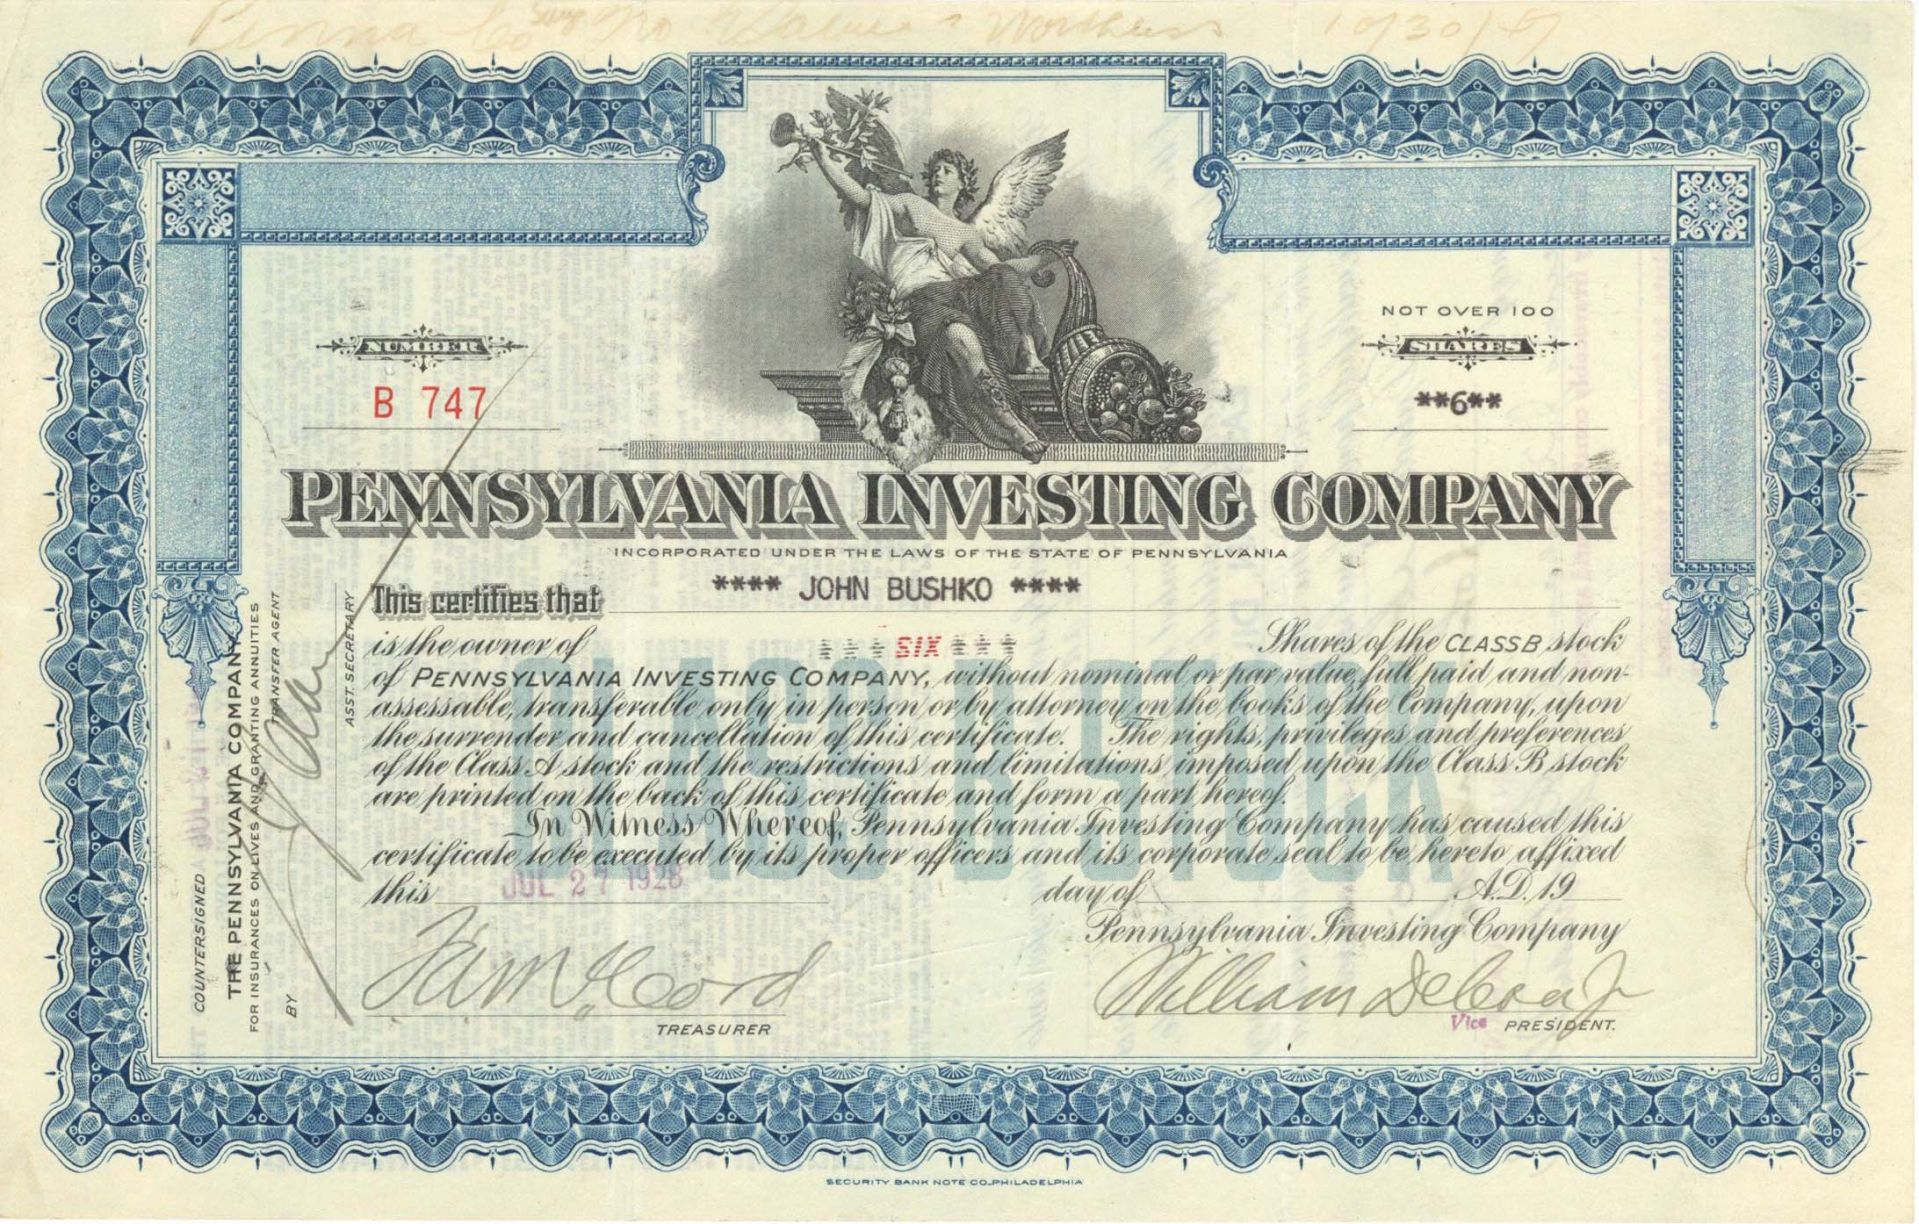 No Value - Worthless 10/30/
NUMBER
B 747
NOT OVER 100
SHARES
**6**
PENNSYLVANIA INVESTING COMPANY
INCORPORATED UNDER THE LAWS OF THE STATE OF PENNSYLVANIA
This certifies that **** JOHN BUSHKO ****
is the owner of *** SIX *** Shares of the CLASS B stock
of PENNSYLVANIA INVESTING COMPANY, without nominal or par value, full paid and non-
assessable, transferable only in person or by attorney on the books of the Company, upon
the surrender and cancellation of this certificate. The rights, privileges and preferences
of the Class A stock and the restrictions and limitations imposed upon the Class B stock
are printed on the back of this certificate and form a part hereof.
In Witness Whereof, Pennsylvania Investing Company has caused this
certificate to be executed by its proper officers and its corporate seal to be hereto affixed
this JUL 27 1928 day of A.D. 19
Pennsylvania Investing Company
TREASURER
William
Vice PRESIDENT.
CLASS B STOCK
COUNTERSIGNED
THE PENNSYLVANIA COMPANY
FOR INSURANCES ON LIVES AND GRANTING ANNUITIES
TRANSFER AGENT
BY
ASST. SECRETARY
SECURITY BANK NOTE CO. PHILADELPHIA